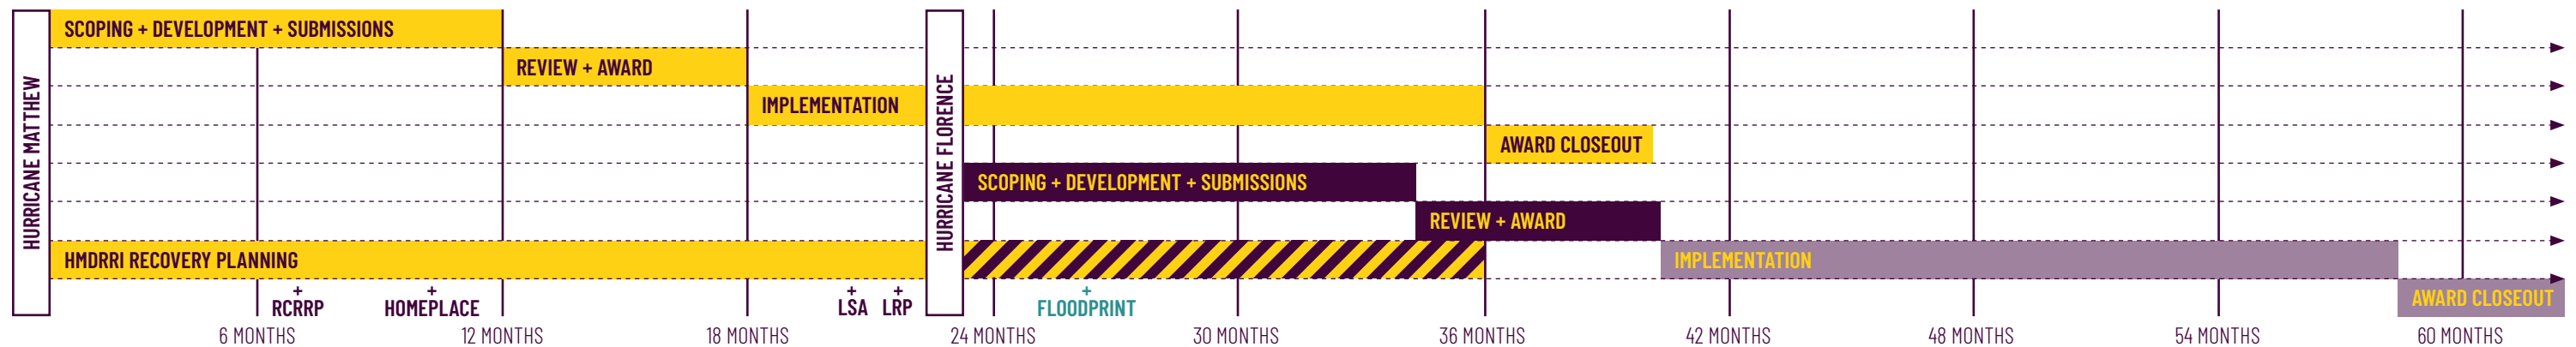 HURRICANE MATTHEW
SCOPING + DEVELOPMENT + SUBMISSIONS
REVIEW + AWARD
IMPLEMENTATION
HURRICANE FLORENCE
AWARD CLOSEOUT
SCOPING + DEVELOPMENT + SUBMISSIONS
REVIEW + AWARD
HMDRRI RECOVERY PLANNING
IMPLEMENTATION
AWARD CLOSEOUT
+ + + + +
RCRRP HOMEPLACE LSA LRP FLOODPRINT
6 MONTHS 12 MONTHS 18 MONTHS 24 MONTHS 30 MONTHS 36 MONTHS 42 MONTHS 48 MONTHS 54 MONTHS 60 MONTHS